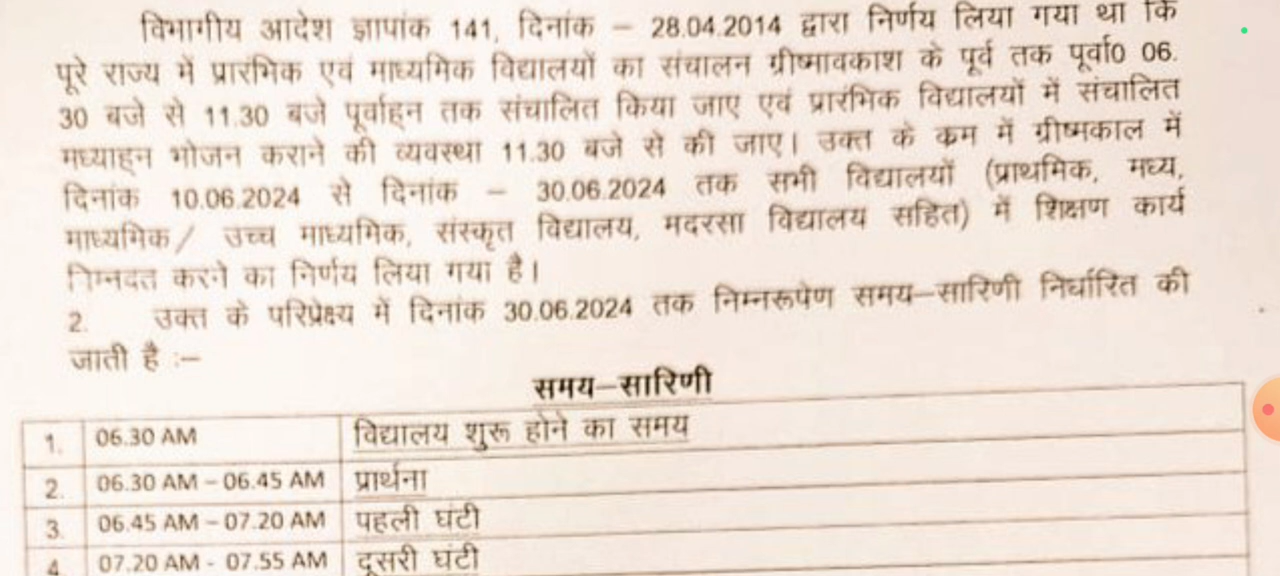 विभागीय आदेश ज्ञापांक 141, दिनांक – 28.04.2014 द्वारा निर्णय लिया गया था कि
पूरे राज्य में प्रारंभिक एवं माध्यमिक विद्यालयों का संचालन ग्रीष्मावकाश के पूर्व तक पूर्वा0 06.
30 बजे से 11.30 बजे पूर्वाह्न तक संचालित किया जाए एवं प्रारंभिक विद्यालयों में संचालित
मध्याह्न भोजन कराने की व्यवस्था 11.30 बजे से की जाए। उक्त के क्रम में ग्रीष्मकाल में
दिनांक 10.06.2024 से दिनांक – 30.06.2024 तक सभी विद्यालयों (प्राथमिक, मध्य,
माध्यमिक/ उच्च माध्यमिक, संस्कृत विद्यालय, मदरसा विद्यालय सहित) में शिक्षण कार्य
निम्नदत करने का निर्णय लिया गया है।
2. उक्त के परिप्रेक्ष्य में दिनांक 30.06.2024 तक निम्नरूपेण समय–सारिणी निर्धारित की
जाती है :–
समय–सारिणी
1. 06.30 AM विद्यालय शुरू होने का समय
2. 06.30 AM – 06.45 AM प्रार्थना
3. 06.45 AM – 07.20 AM पहली घंटी
4. 07.20 AM - 07.55 AM दूसरी घंटी